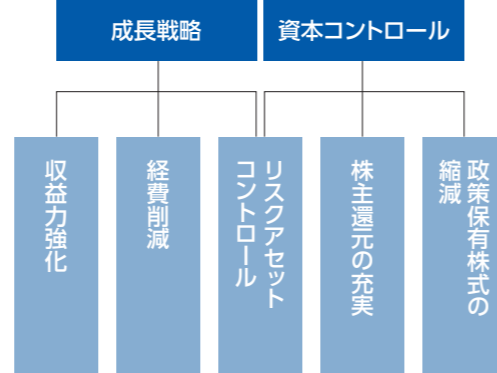 成長戦略
資本コントロール
収益力強化
経費削減
リスクアセット
コントロール
株主還元の充実
政策保有株式の
縮減